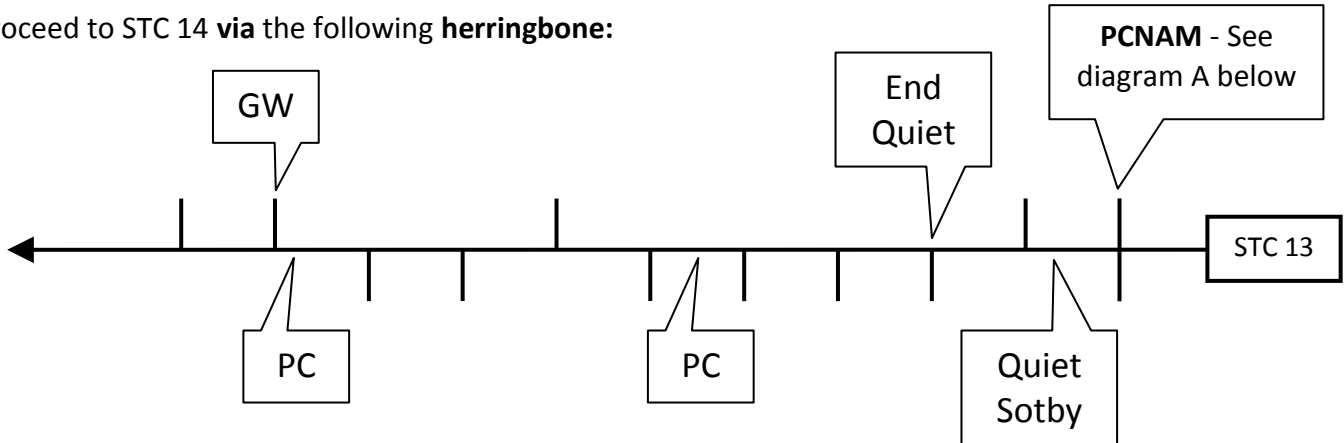 oceed to STC 14 via the following herringbone:
PCNAM - See
diagram A below
GW
End
Quiet
STC 13
PC
PC
Quiet
Sotby